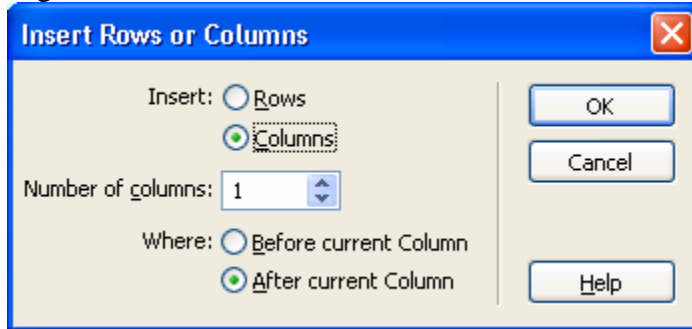 Insert Rows or Columns
Insert: Rows
Columns
OK
Cancel
Number of columns: 1
Where: Before current Column
After current Column
Help